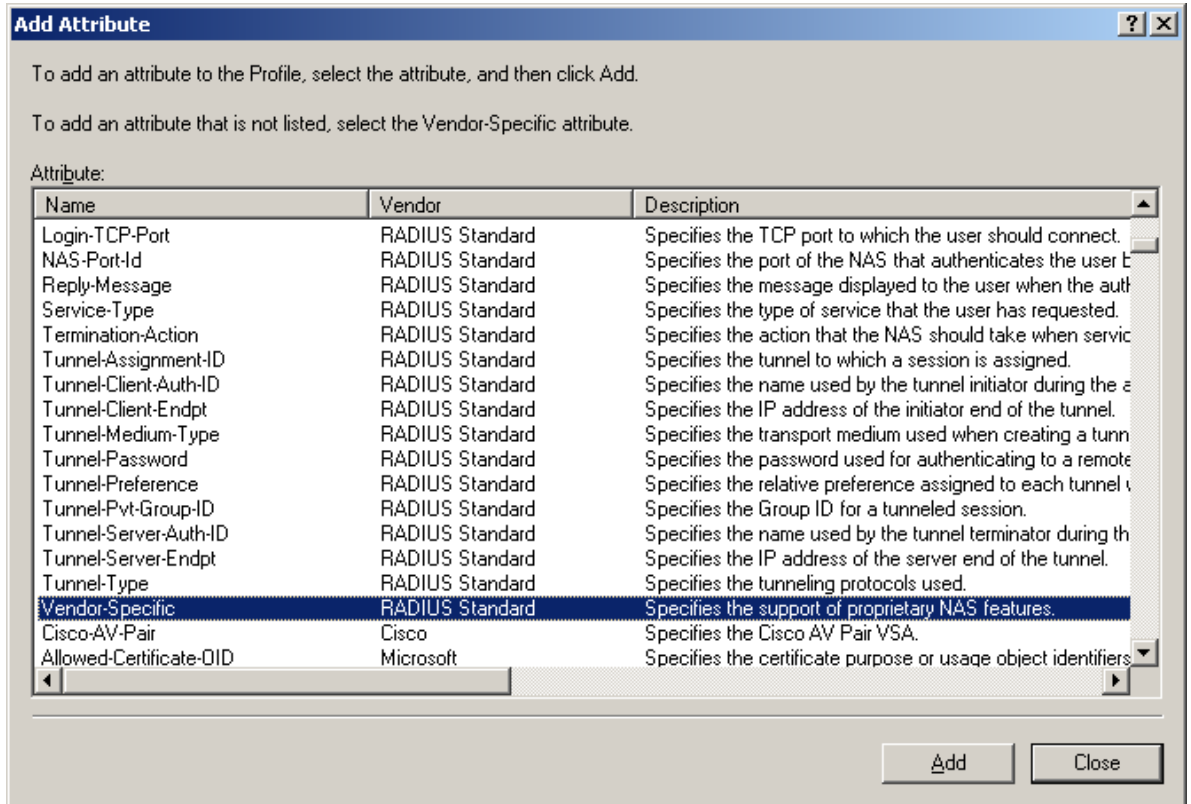 Add Attribute
To add an attribute to the Profile, select the attribute, and then click Add.
To add an attribute that is not listed, select the Vendor-Specific attribute.
Attribute:
Name Vendor Description
Login-TCP-Port RADIUS Standard Specifies the TCP port to which the user should connect.
NAS-Port-Id RADIUS Standard Specifies the port of the NAS that authenticates the user
Reply-Message RADIUS Standard Specifies the message displayed to the user when the
Service-Type RADIUS Standard Specifies the type of service that the user has requested.
Termination-Action RADIUS Standard Specifies the action that the NAS should take when
Tunnel-Assignment-ID RADIUS Standard Specifies the tunnel to which a session is assigned.
Tunnel-Client-Auth-ID RADIUS Standard Specifies the name used by the tunnel initiator during the
Tunnel-Client-Endpt RADIUS Standard Specifies the IP address of the initiator end of the tunnel.
Tunnel-Medium-Type RADIUS Standard Specifies the transport medium used when creating a
Tunnel-Password RADIUS Standard Specifies the password used for authenticating to a remote
Tunnel-Preference RADIUS Standard Specifies the relative preference assigned to each tunnel
Tunnel-Pvt-Group-ID RADIUS Standard Specifies the Group ID for a tunneled session.
Tunnel-Server-Auth-ID RADIUS Standard Specifies the name used by the tunnel terminator during
Tunnel-Server-Endpt RADIUS Standard Specifies the IP address of the server end of the tunnel.
Tunnel-Type RADIUS Standard Specifies the tunneling protocols used.
Vendor-Specific RADIUS Standard Specifies the support of proprietary NAS features.
Cisco-AV-Pair Cisco Specifies the Cisco AV Pair VSA.
Allowed-Certificate-OID Microsoft Specifies the certificate purpose or usage object identifiers
Add Close